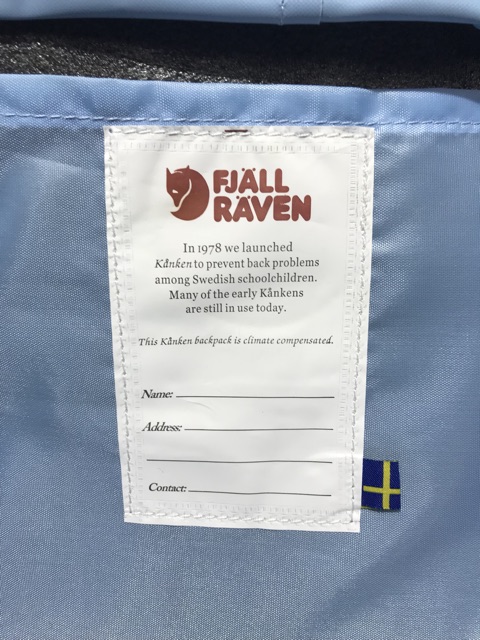 FJÄLL
RÄVEN
In 1978 we launched
Kånken to prevent back problems
among Swedish schoolchildren.
Many of the early Kånkens
are still in use today.
This Kånken backpack is climate compensated.
Name:
Address:
Contact: